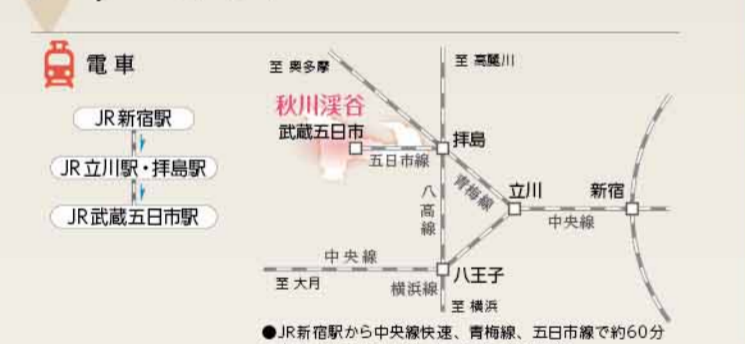 電車
JR新宿駅
JR立川駅・拝島駅
JR武蔵五日市駅
至 奥多摩
至 高麗川
秋川渓谷
武蔵五日市
拝島
五日市線
八高線
青梅線
立川
新宿
中央線
中央線
八王子
至 大月
横浜線
至 横浜
●JR新宿駅から中央線快速、青梅線、五日市線で約60分